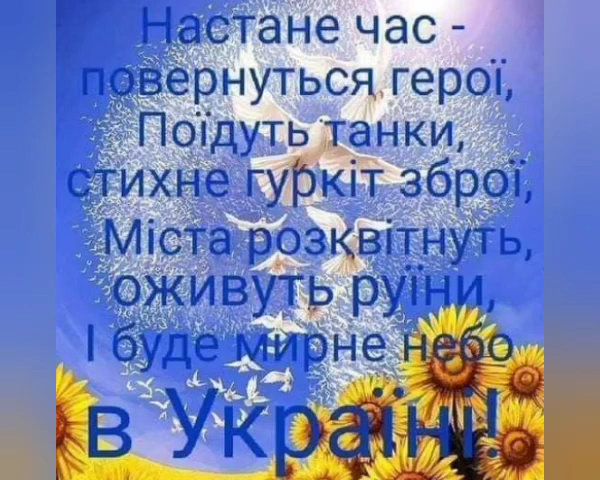 Настане час -
повернуться герої,
Поїдуть танки,
стихне гуркіт зброї,
Міста розквітнуть,
оживуть руїни,
І буде мирне небо
в Україні!